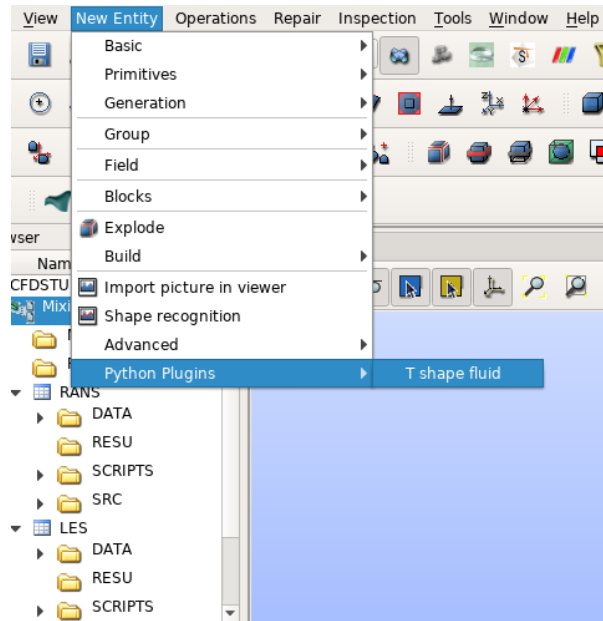 View New Entity Operations Repair Inspection Tools Window Help
Basic
Primitives
Generation
Group
Field
Blocks
Explode
Build
Import picture in viewer
Shape recognition
Advanced
Python Plugins
T shape fluid
wser
Nam
CFDSTU
Mixi
RANS
DATA
RESU
SCRIPTS
SRC
LES
DATA
RESU
SCRIPTS